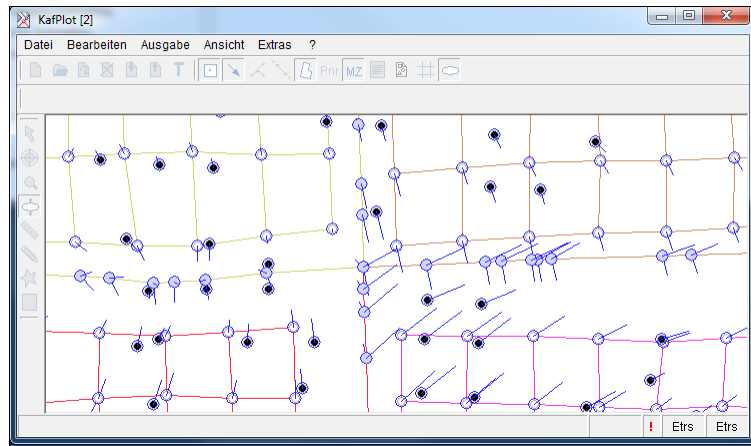 KafPlot [2]
Datei Bearbeiten Ausgabe Ansicht Extras ?
T Pnr MZ
! Etrs Etrs